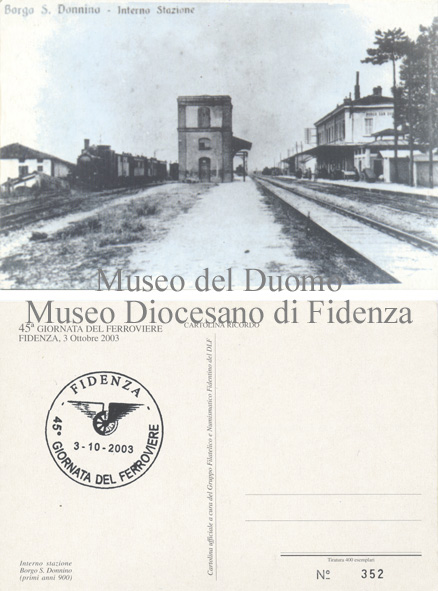 Borgo S. Donnino - Interno Stazione
Museo del Duomo
Museo Diocesano di Fidenza
45ª GIORNATA DEL FERROVIERE
FIDENZA, 3 Ottobre 2003
CARTOLINA RICORDO
- FIDENZA -
3-10-2003
45ª GIORNATA DEL FERROVIERE
Cartolina ufficiale a cura del Gruppo Filatelico e Numismatico Fidentino del DLF
Interno stazione
Borgo S. Donnino
(primi anni 900)
Tiratura 400 esemplari
Nº 352